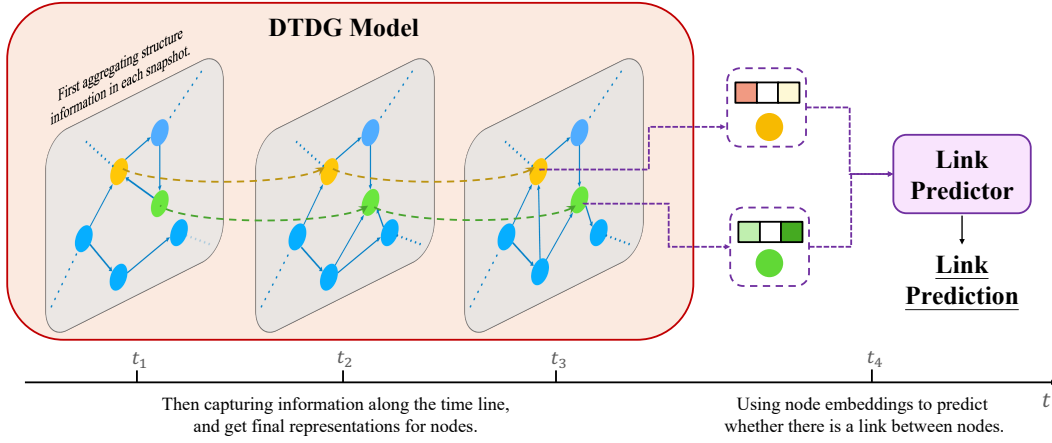 DTDG Model
First aggregating structure
information in each snapshot.
Link
Predictor
Link
Prediction
t₁
t₂
t₃
t₄
t
Then capturing information along the time line,
and get final representations for nodes.
Using node embeddings to predict
whether there is a link between nodes.